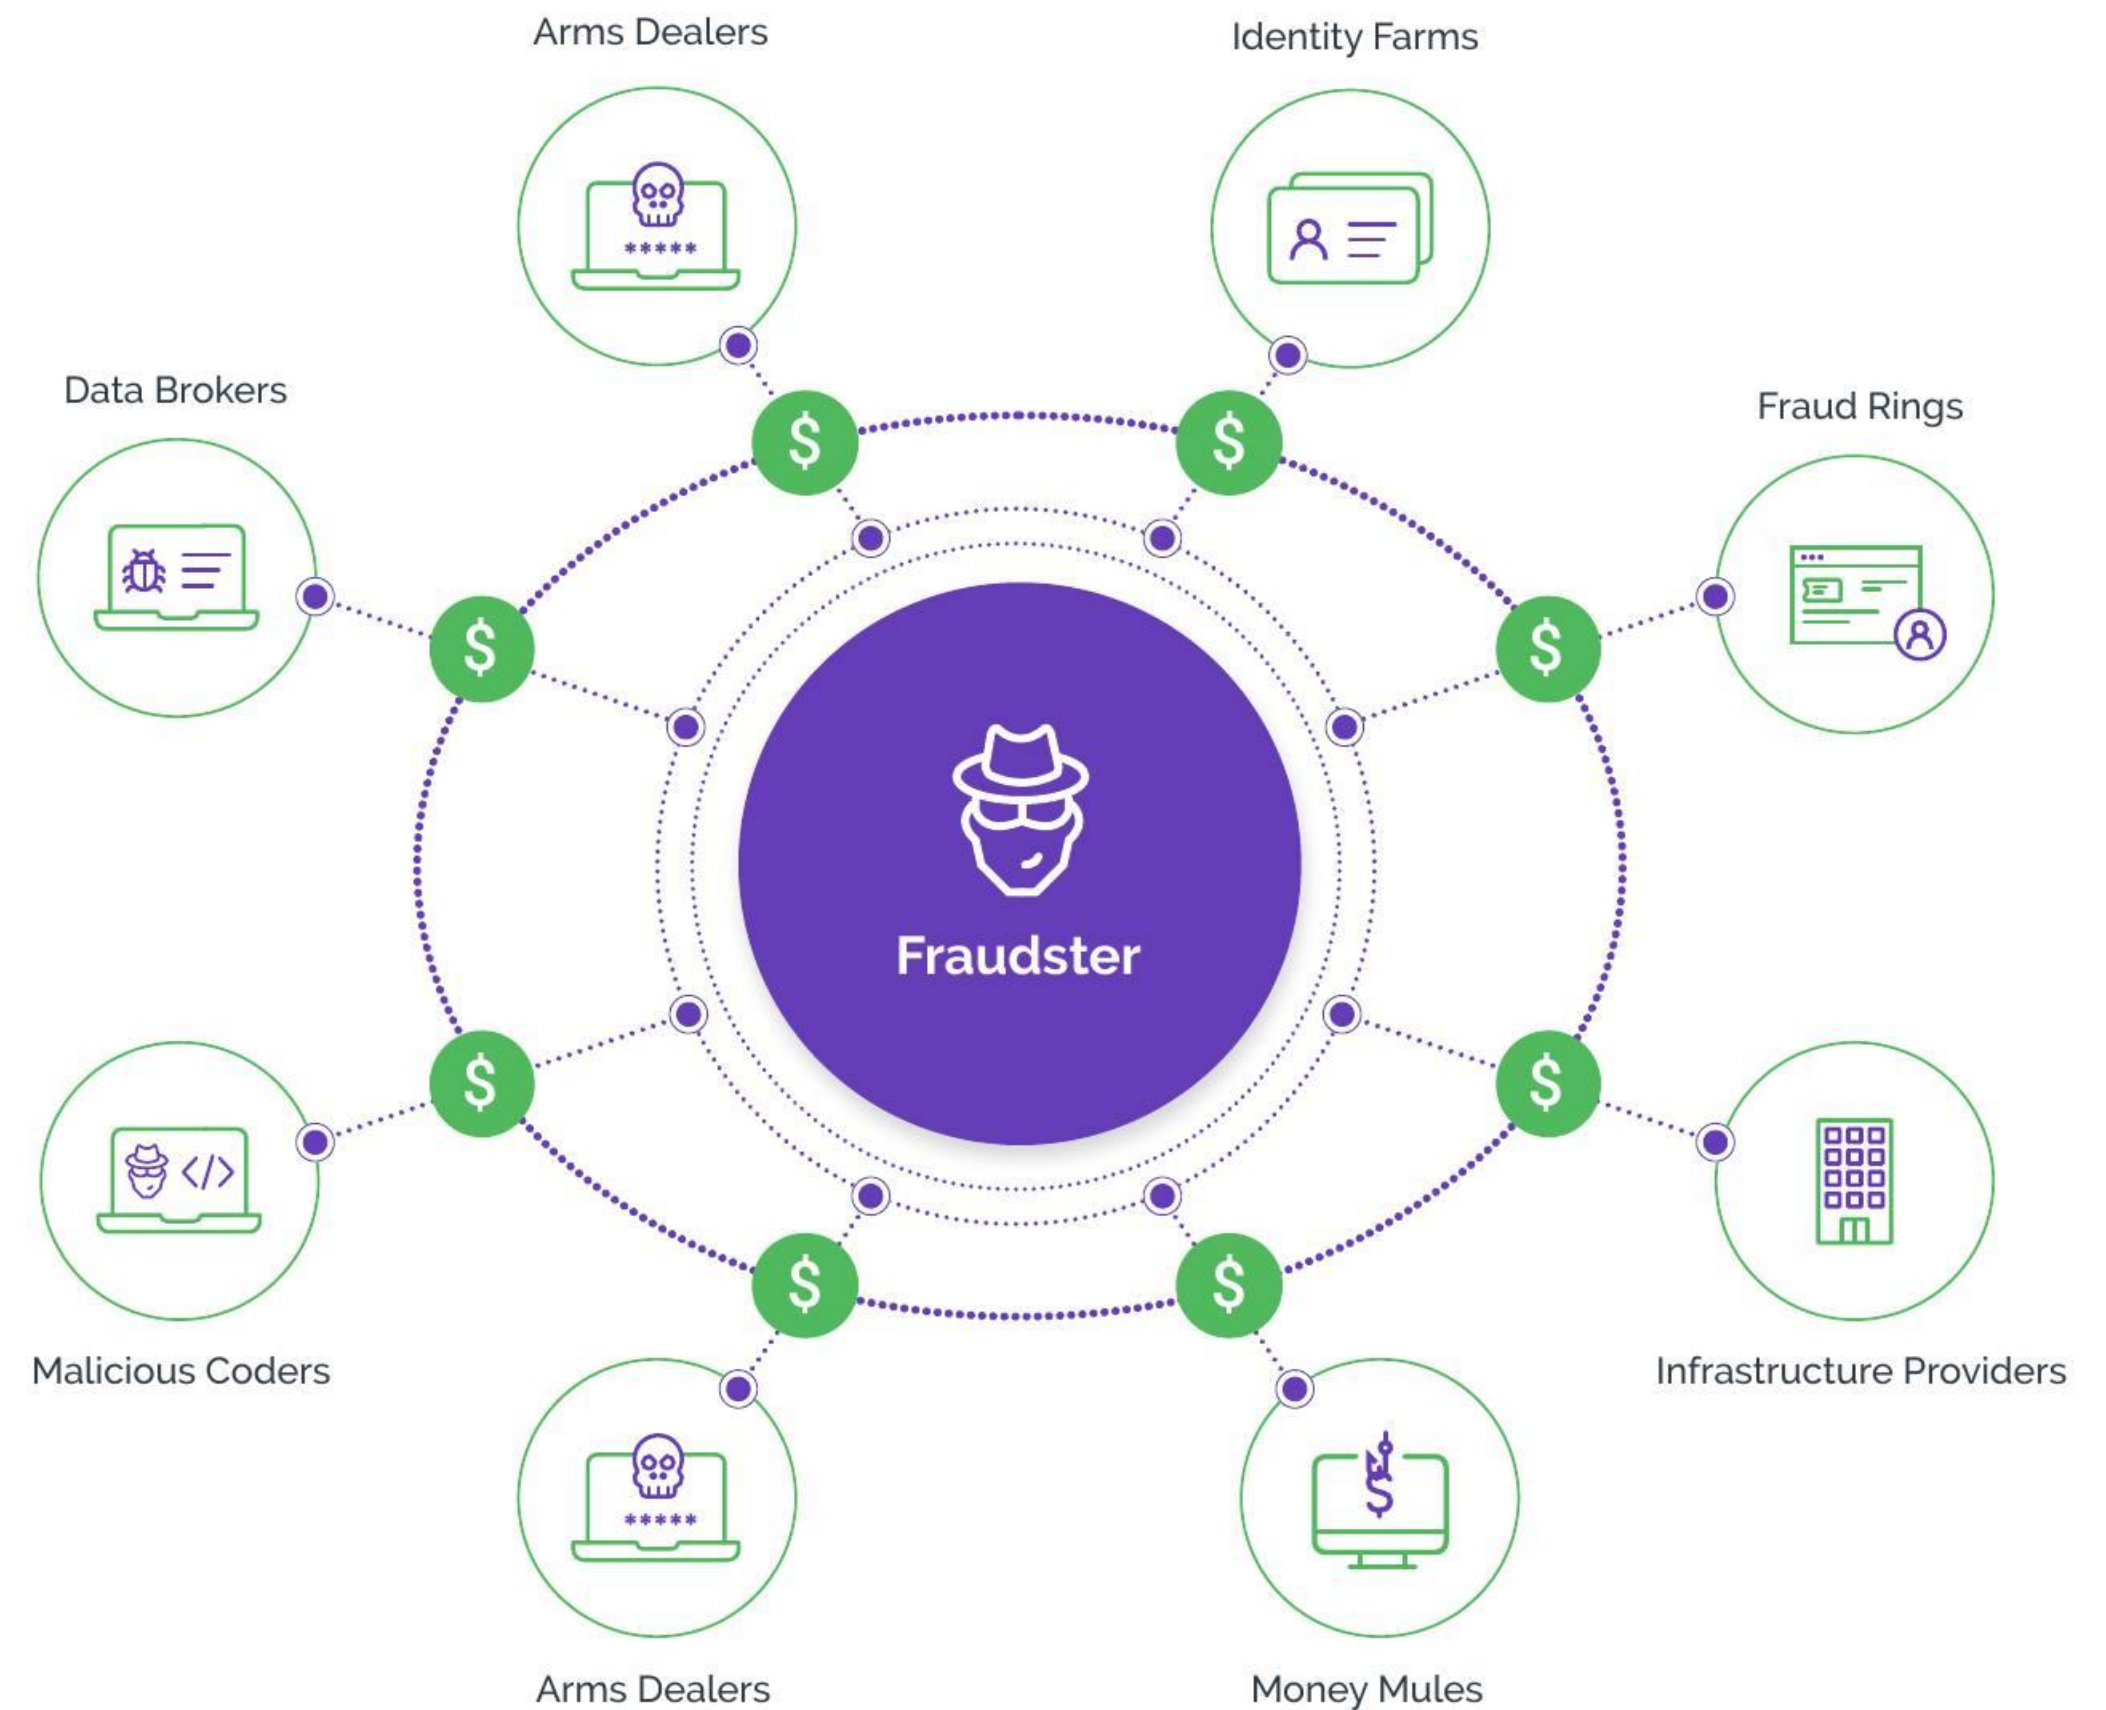 Arms Dealers
Identity Farms
Data Brokers
Fraud Rings
$
$
*****
$
$
Fraudster
$
$
</>
$
$
Malicious Coders
Infrastructure Providers
*****
$
Arms Dealers
Money Mules